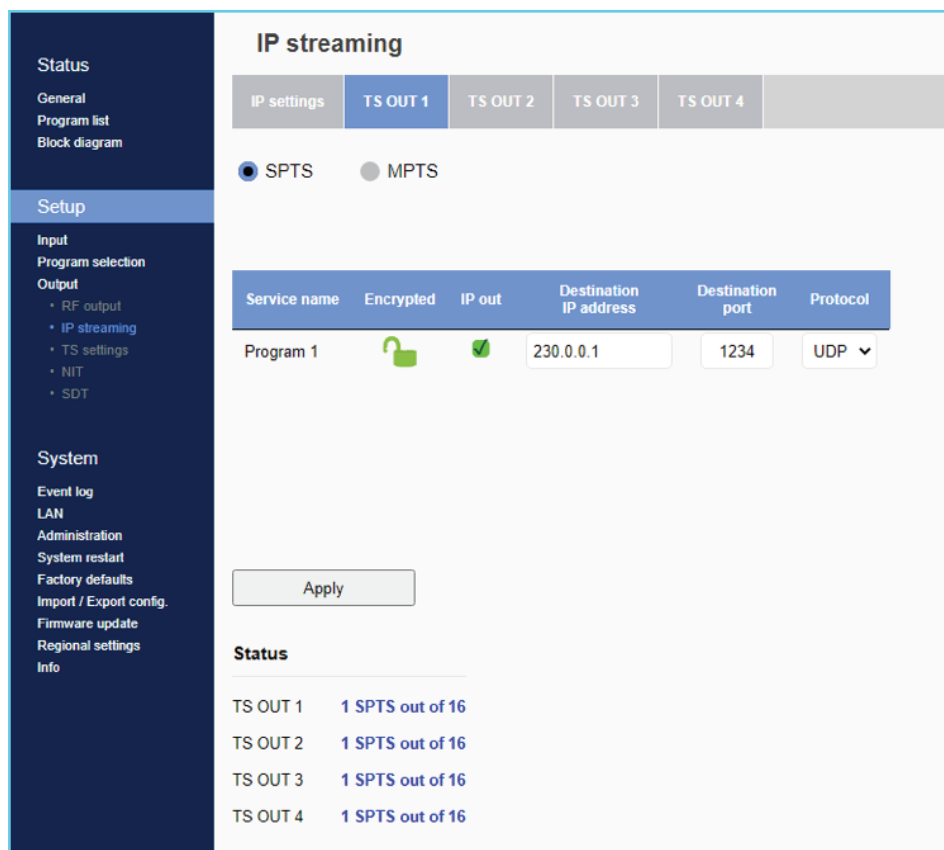 Status
General
Program list
Block diagram
Setup
Input
Program selection
Output
• RF output
• IP streaming
• TS settings
• NIT
• SDT
System
Event log
LAN
Administration
System restart
Factory defaults
Import / Export config.
Firmware update
Regional settings
Info
IP streaming
IP settings TS OUT 1 TS OUT 2 TS OUT 3 TS OUT 4
SPTS MPTS
Service name Encrypted IP out Destination IP address Destination port Protocol
Program 1 230.0.0.1 1234 UDP
Apply
Status
TS OUT 1 1 SPTS out of 16
TS OUT 2 1 SPTS out of 16
TS OUT 3 1 SPTS out of 16
TS OUT 4 1 SPTS out of 16